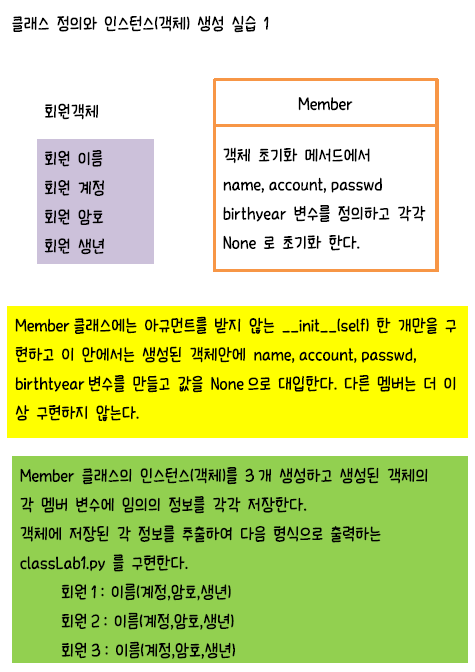 클래스 정의와 인스턴스(객체) 생성 실습 1
회원객체
회원 이름
회원 계정
회원 암호
회원 생년
Member
객체 초기화 메서드에서
name, account, passwd
birthyear 변수를 정의하고 각각
None 로 초기화 한다.
Member 클래스에는 아규먼트를 받지 않는 __init__(self) 한 개만을 구
현하고 이 안에서는 생성된 객체안에 name, account, passwd,
birthtyear 변수를 만들고 값을 None 으로 대입한다. 다른 멤버는 더 이
상 구현하지 않는다.
Member 클래스의 인스턴스(객체)를 3 개 생성하고 생성된 객체의
각 멤버 변수에 임의의 정보를 각각 저장한다.
객체에 저장된 각 정보를 추출하여 다음 형식으로 출력하는
classLab1.py 를 구현한다.
회원 1 : 이름(계정,암호,생년)
회원 2 : 이름(계정,암호,생년)
회원 3 : 이름(계정,암호,생년)